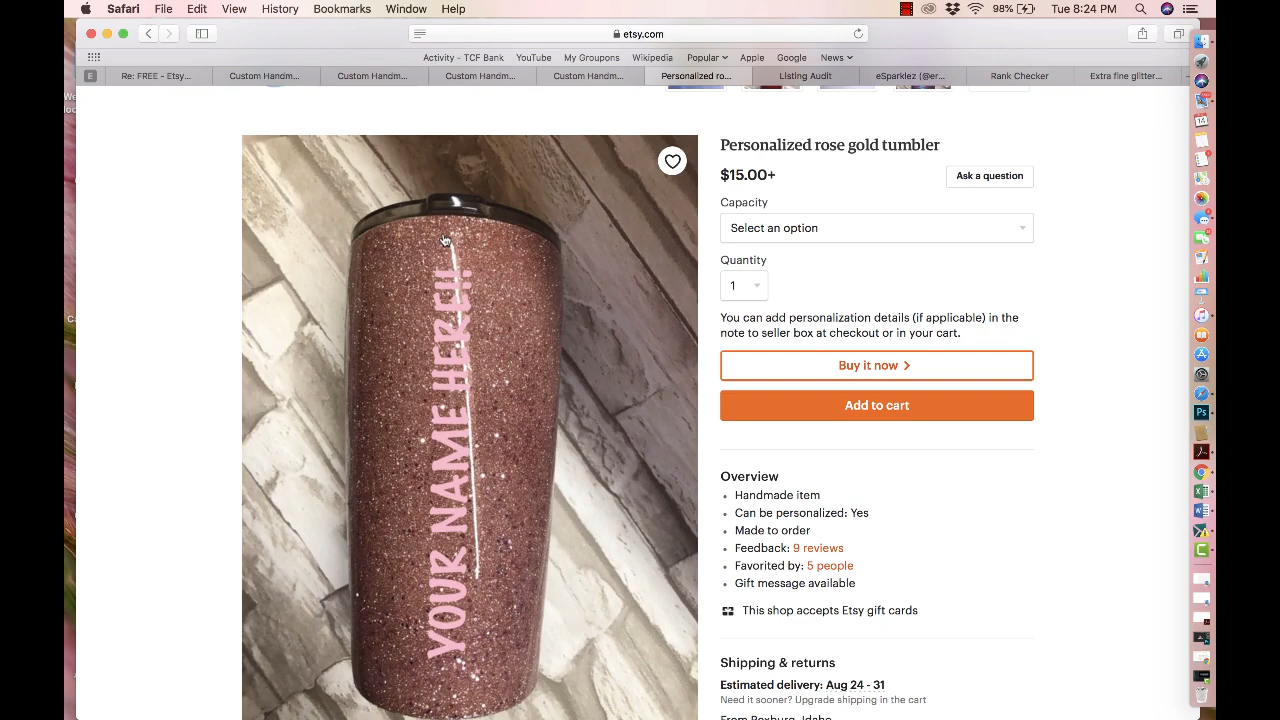 Safari File Edit View History Bookmarks Window Help
98% Tue 8:24 PM
etsy.com
Activity - TCF Bank YouTube My Groupons Wikipedia Popular Apple Google News
E Re: FREE - Etsy... Custom Handm... Custom Handm... Custom Handm... Custom Handm... Personalized ro... Listing Audit eSparklez (@er... Rank Checker Extra fine glitter...
Personalized rose gold tumbler
$15.00+
Ask a question
Capacity
Select an option
Quantity
1
You can add personalization details (if applicable) in the
note to seller box at checkout or in your cart.
Buy it now
Add to cart
Overview
Handmade item
Can be personalized: Yes
Made to order
Feedback: 9 reviews
Favorited by: 5 people
Gift message available
This shop accepts Etsy gift cards
Shipping & returns
Estimated delivery: Aug 24 - 31
Need it sooner? Upgrade shipping in the cart
From Rexburg, Idaho
YOUR NAME HERE!!
Ps